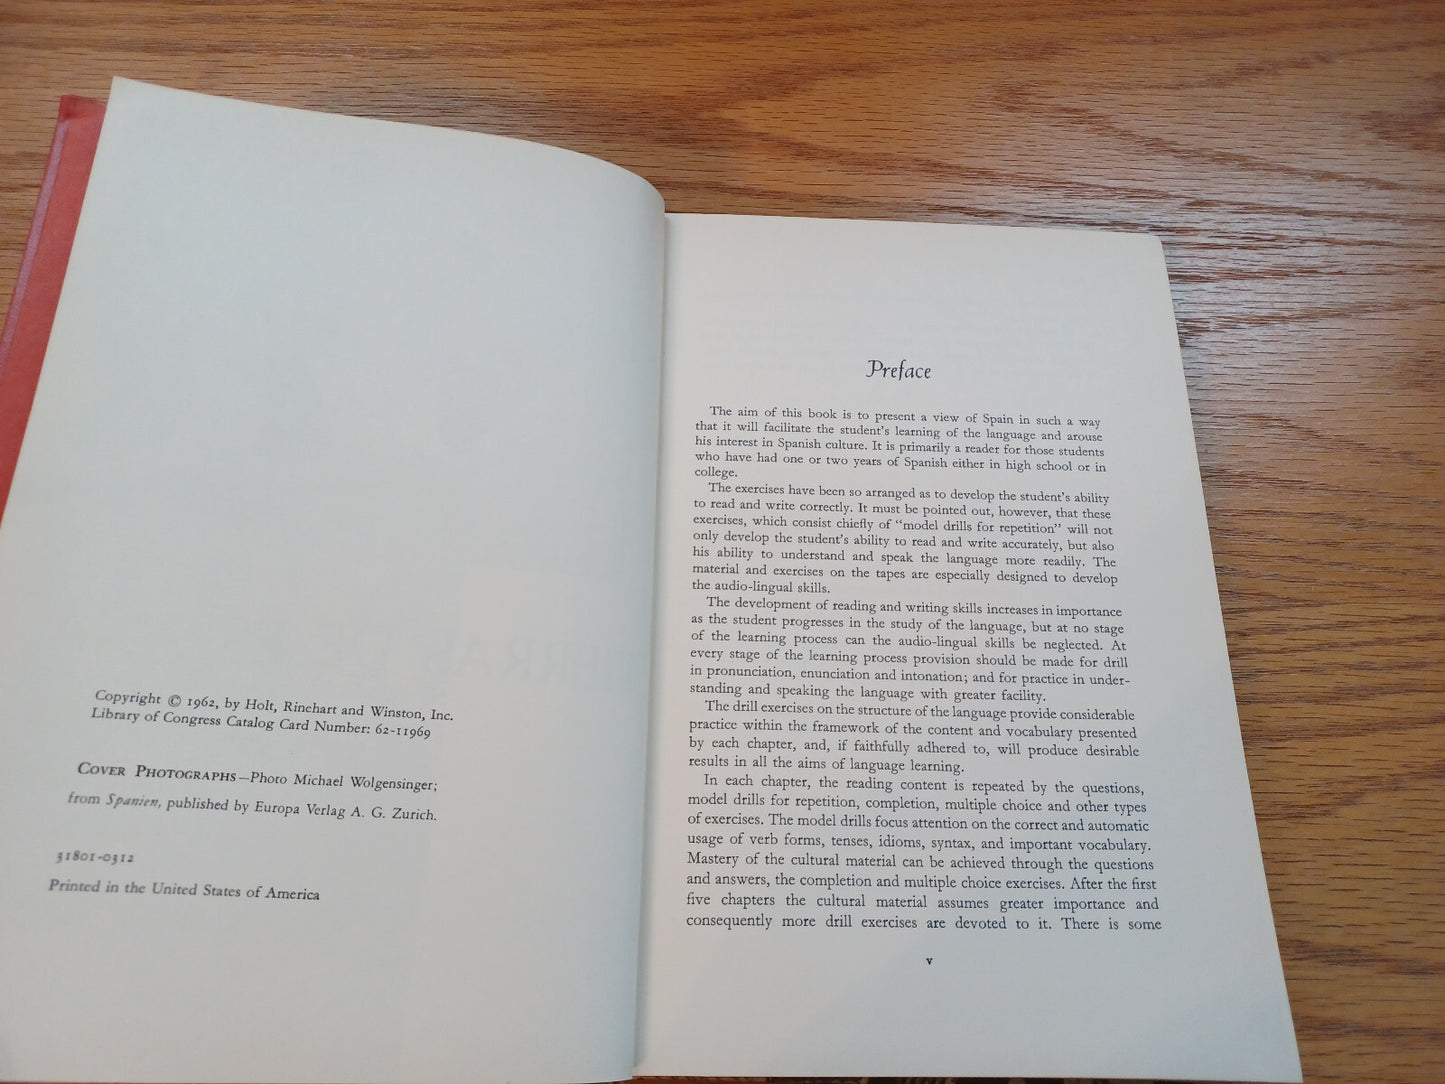 Copyright © 1962, by Holt, Rinehart and Winston, Inc.
Library of Congress Catalog Card Number: 62-11969
Cover Photographs—Photo Michael Wolgensinger;
from Spanien, published by Europa Verlag A. G. Zurich.
31801-0312
Printed in the United States of America
Preface
The aim of this book is to present a view of Spain in such a way
that it will facilitate the student's learning of the language and arouse
his interest in Spanish culture. It is primarily a reader for those students
who have had one or two years of Spanish either in high school or in
college.
The exercises have been so arranged as to develop the student's ability
to read and write correctly. It must be pointed out, however, that these
exercises, which consist chiefly of "model drills for repetition" will not
only develop the student's ability to read and write accurately, but also
his ability to understand and speak the language more readily. The
material and exercises on the tapes are especially designed to develop
the audio-lingual skills.
The development of reading and writing skills increases in importance
as the student progresses in the study of the language, but at no stage
of the learning process can the audio-lingual skills be neglected. At
every stage of the learning process provision should be made for drill
in pronunciation, enunciation and intonation; and for practice in under-
standing and speaking the language with greater facility.
The drill exercises on the structure of the language provide considerable
practice within the framework of the content and vocabulary presented
by each chapter, and, if faithfully adhered to, will produce desirable
results in all the aims of language learning.
In each chapter, the reading content is repeated by the questions,
model drills for repetition, completion, multiple choice and other types
of exercises. The model drills focus attention on the correct and automatic
usage of verb forms, tenses, idioms, syntax, and important vocabulary.
Mastery of the cultural material can be achieved through the questions
and answers, the completion and multiple choice exercises. After the first
five chapters the cultural material assumes greater importance and
consequently more drill exercises are devoted to it. There is some
v